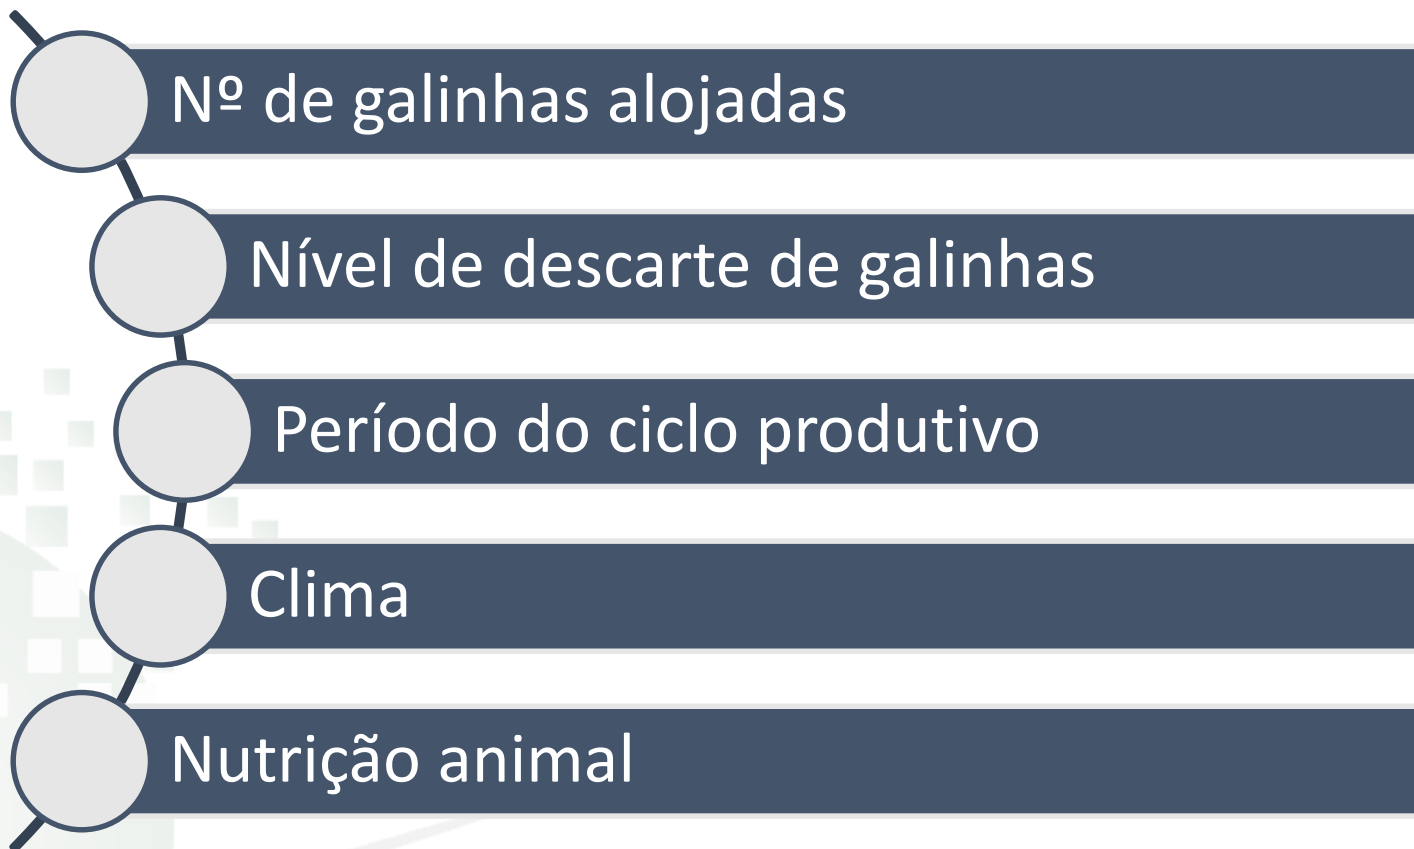 Nº de galinhas alojadas
Nível de descarte de galinhas
Período do ciclo produtivo
Clima
Nutrição animal